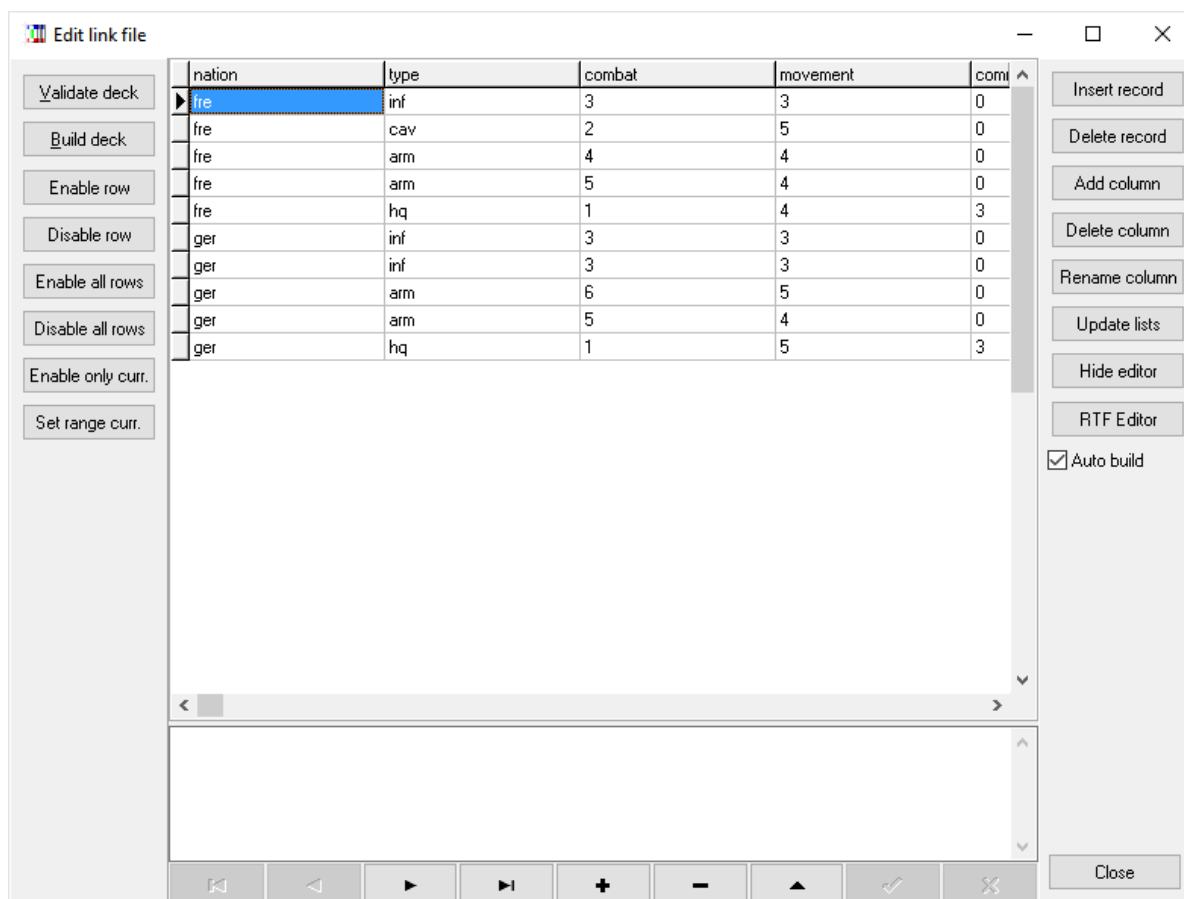 Edit link file
Validate deck
Build deck
Enable row
Disable row
Enable all rows
Disable all rows
Enable only curr.
Set range curr.
nation type combat movement com
fre inf 3 3 0
fre cav 2 5 0
fre arm 4 4 0
fre arm 5 4 0
fre hq 1 4 3
ger inf 3 3 0
ger inf 3 3 0
ger arm 6 5 0
ger arm 5 4 0
ger hq 1 5 3
Insert record
Delete record
Add column
Delete column
Rename column
Update lists
Hide editor
RTF Editor
Auto build
Close